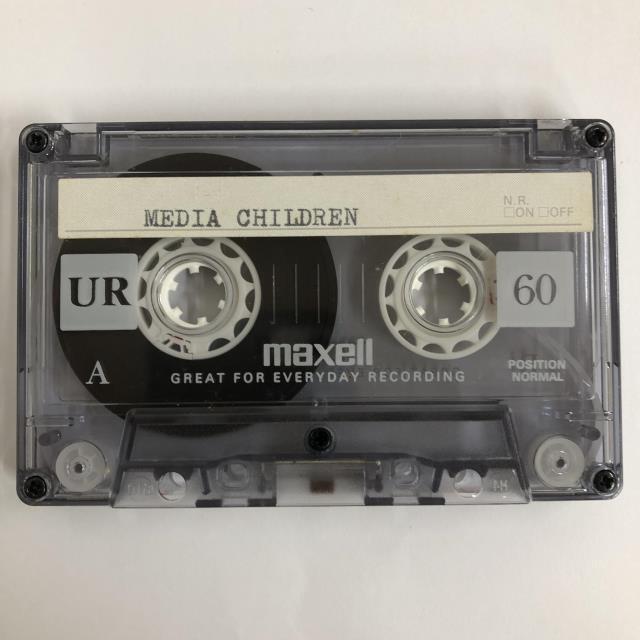 MEDIA CHILDREN
N.R.
□ON □OFF
UR
60
maxell
A
GREAT FOR EVERYDAY RECORDING
POSITION
NORMAL